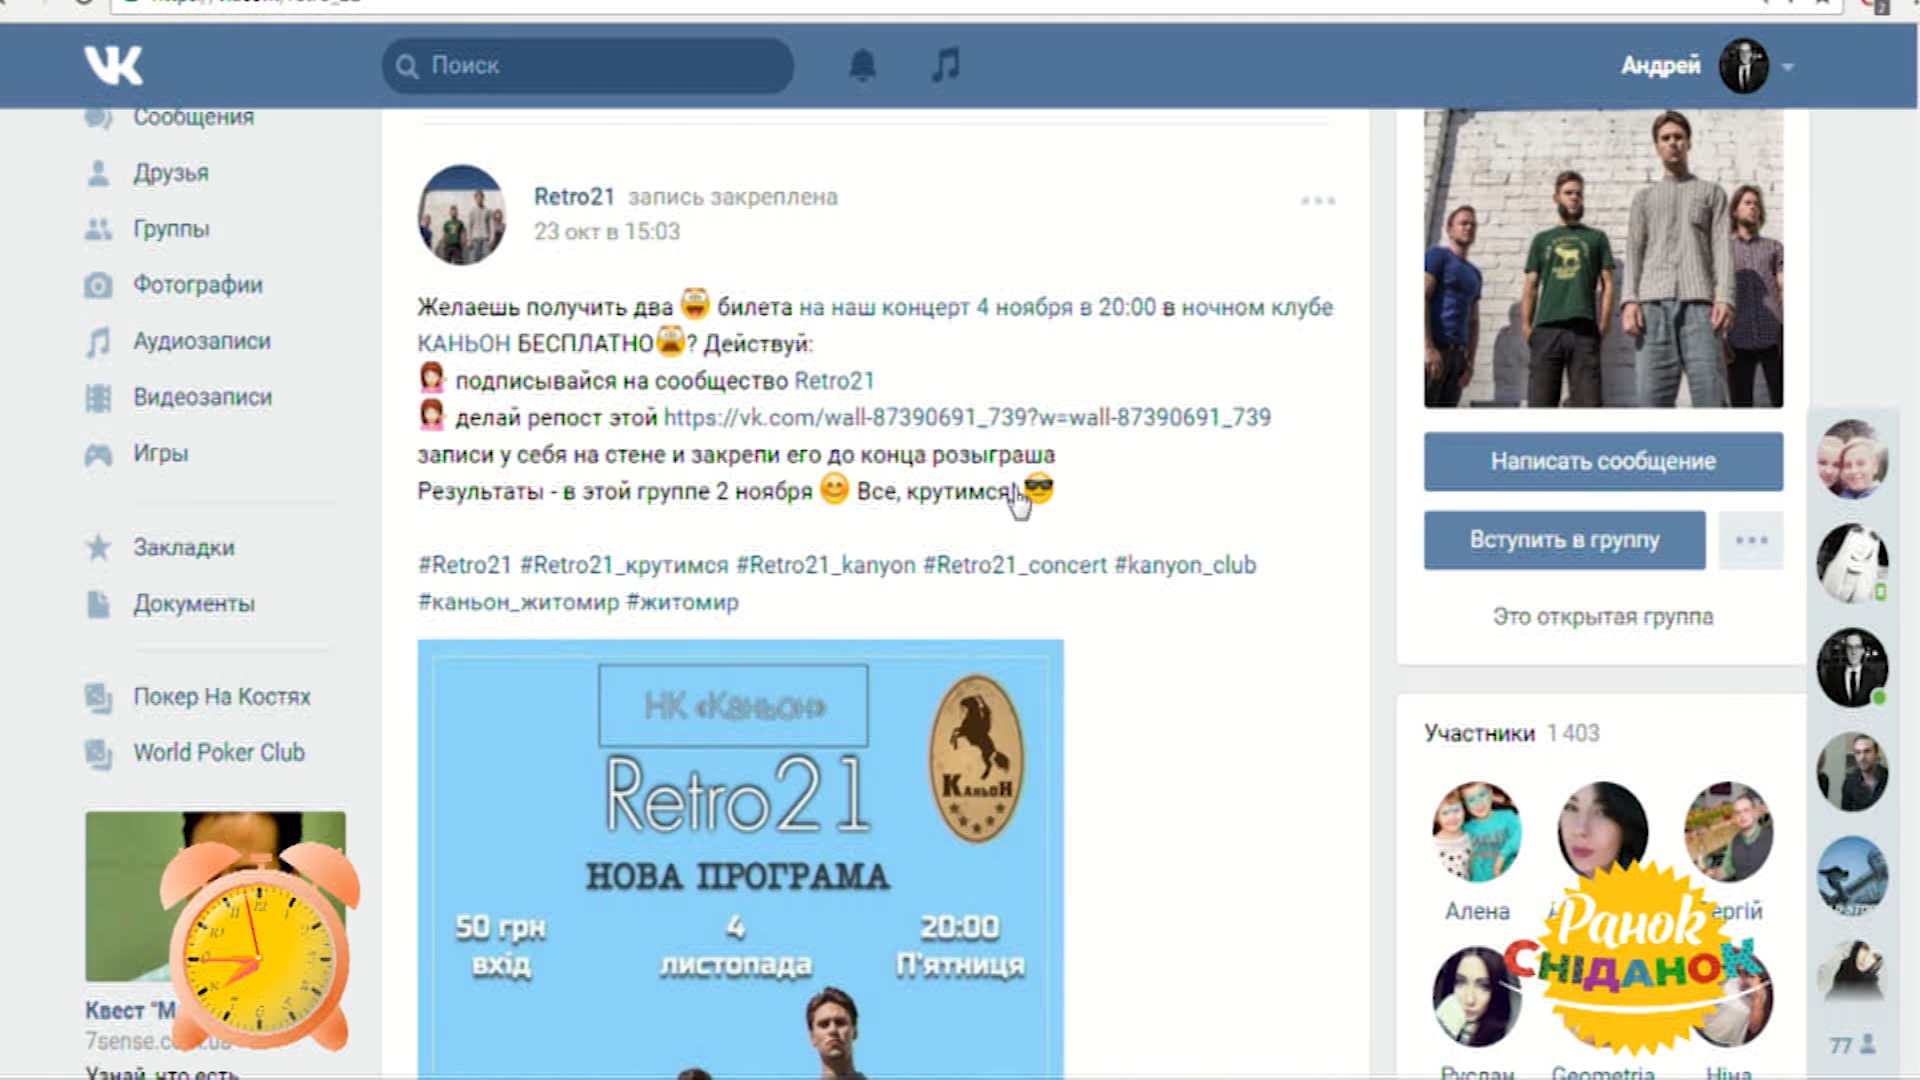 Поиск
Андрей
Сообщения
Друзья
Группы
Фотографии
Аудиозаписи
Видеозаписи
Игры
Закладки
Документы
Покер На Костях
World Poker Club
Квест "М
7sense.c
Узнай, что есть
Retro21 запись закреплена
23 окт в 15:03
Желаешь получить два 😛 билета на наш концерт 4 ноября в 20:00 в ночном клубе
КАНЬОН БЕСПЛАТНО😩? Действуй:
💁 подписывайся на сообщество Retro21
💁 делай репост этой https://vk.com/wall-87390691_739?w=wall-87390691_739
записи у себя на стене и закрепи его до конца розыграша
Результаты - в этой группе 2 ноября 😊 Все, крутимся! 😎
#Retro21 #Retro21_крутимся #Retro21_kanyon #Retro21_concert #kanyon_club
#каньон_житомир #житомир
НК «Каньон»
Retro21
КАНЬОН
НОВА ПРОГРАМА
50 грн
вхід
4
листопада
20:00
П'ятниця
Написать сообщение
Вступить в группу
Это открытая группа
Участники 1 403
Алена
ергій
Руслан
Geometria
Ніна
77
Ранок
СНІДАНОК